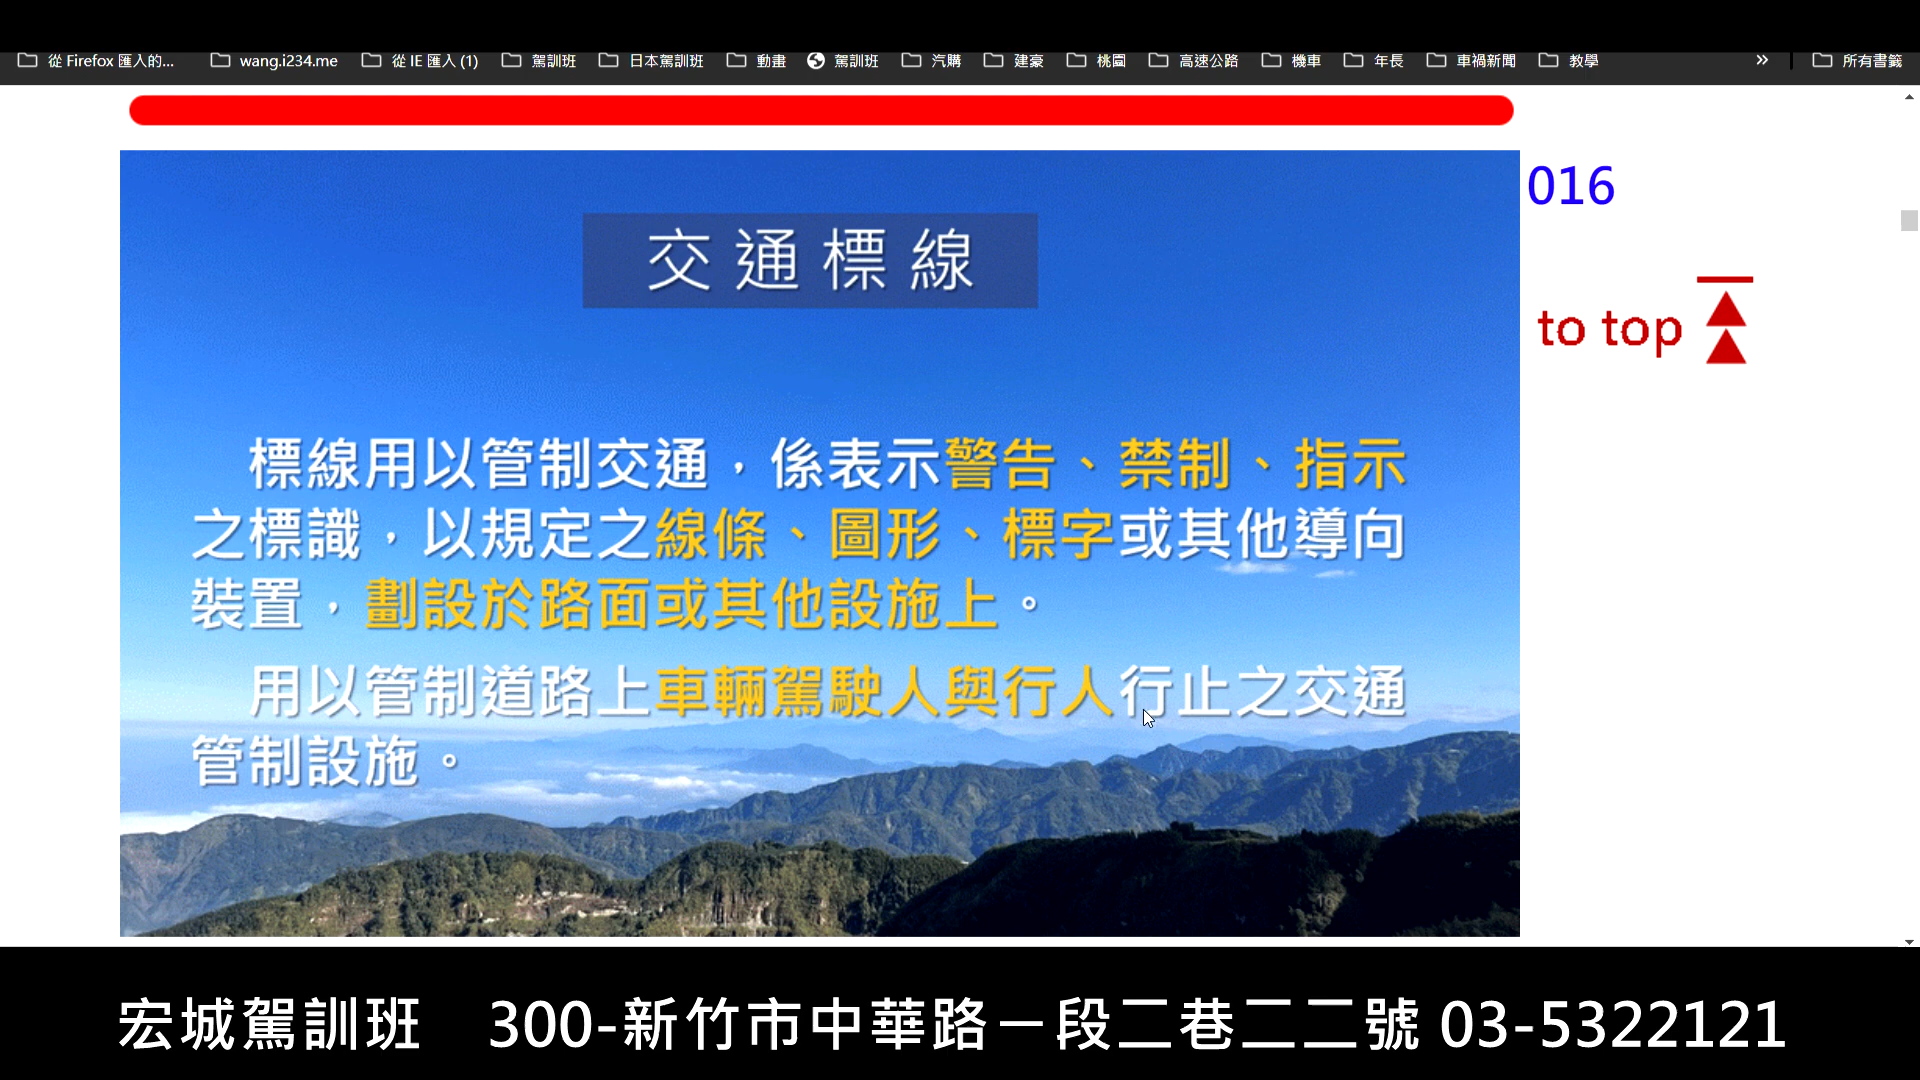 從 Firefox 匯入的... wang.i234.me 從 IE 匯入 (1) 駕訓班 日本駕訓班 動畫 駕訓班 汽購 建豪 桃園 高速公路 機車 年長 車禍新聞 教學 » 所有書籤
016
交通標線
to top
標線用以管制交通，係表示警告、禁制、指示
之標識，以規定之線條、圖形、標字或其他導向
裝置，劃設於路面或其他設施上。
用以管制道路上車輛駕駛人與行人行止之交通
管制設施。
16
宏城駕訓班 300-新竹市中華路一段二巷二二號 03-5322121